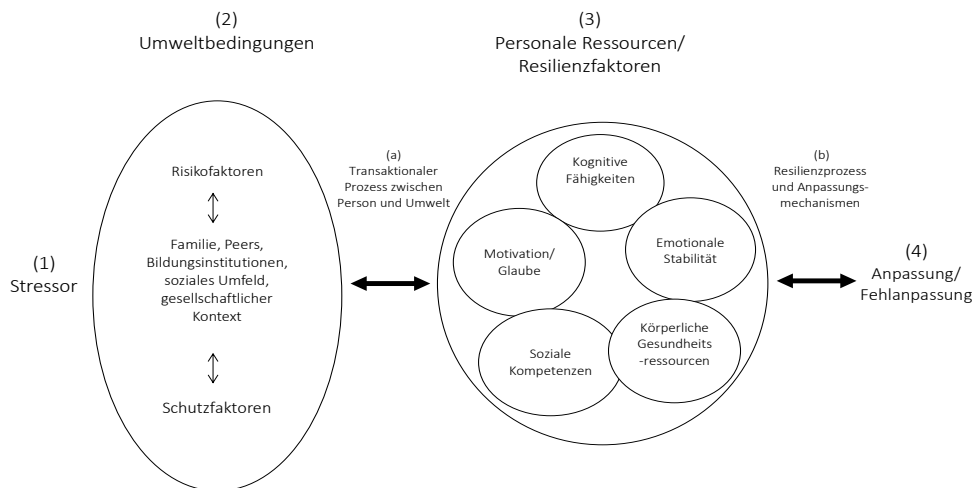 (1)
Stressor
(2)
Umweltbedingungen
Risikofaktoren
Familie, Peers,
Bildungsinstitutionen,
soziales Umfeld,
gesellschaftlicher
Kontext
Schutzfaktoren
(a)
Transaktionaler
Prozess zwischen
Person und Umwelt
(3)
Personale Ressourcen/
Resilienzfaktoren
Kognitive
Fähigkeiten
Motivation/
Glaube
Emotionale
Stabilität
Soziale
Kompetenzen
Körperliche
Gesundheits
-ressourcen
(b)
Resilienzprozess
und Anpassungs-
mechanismen
(4)
Anpassung/
Fehlanpassung